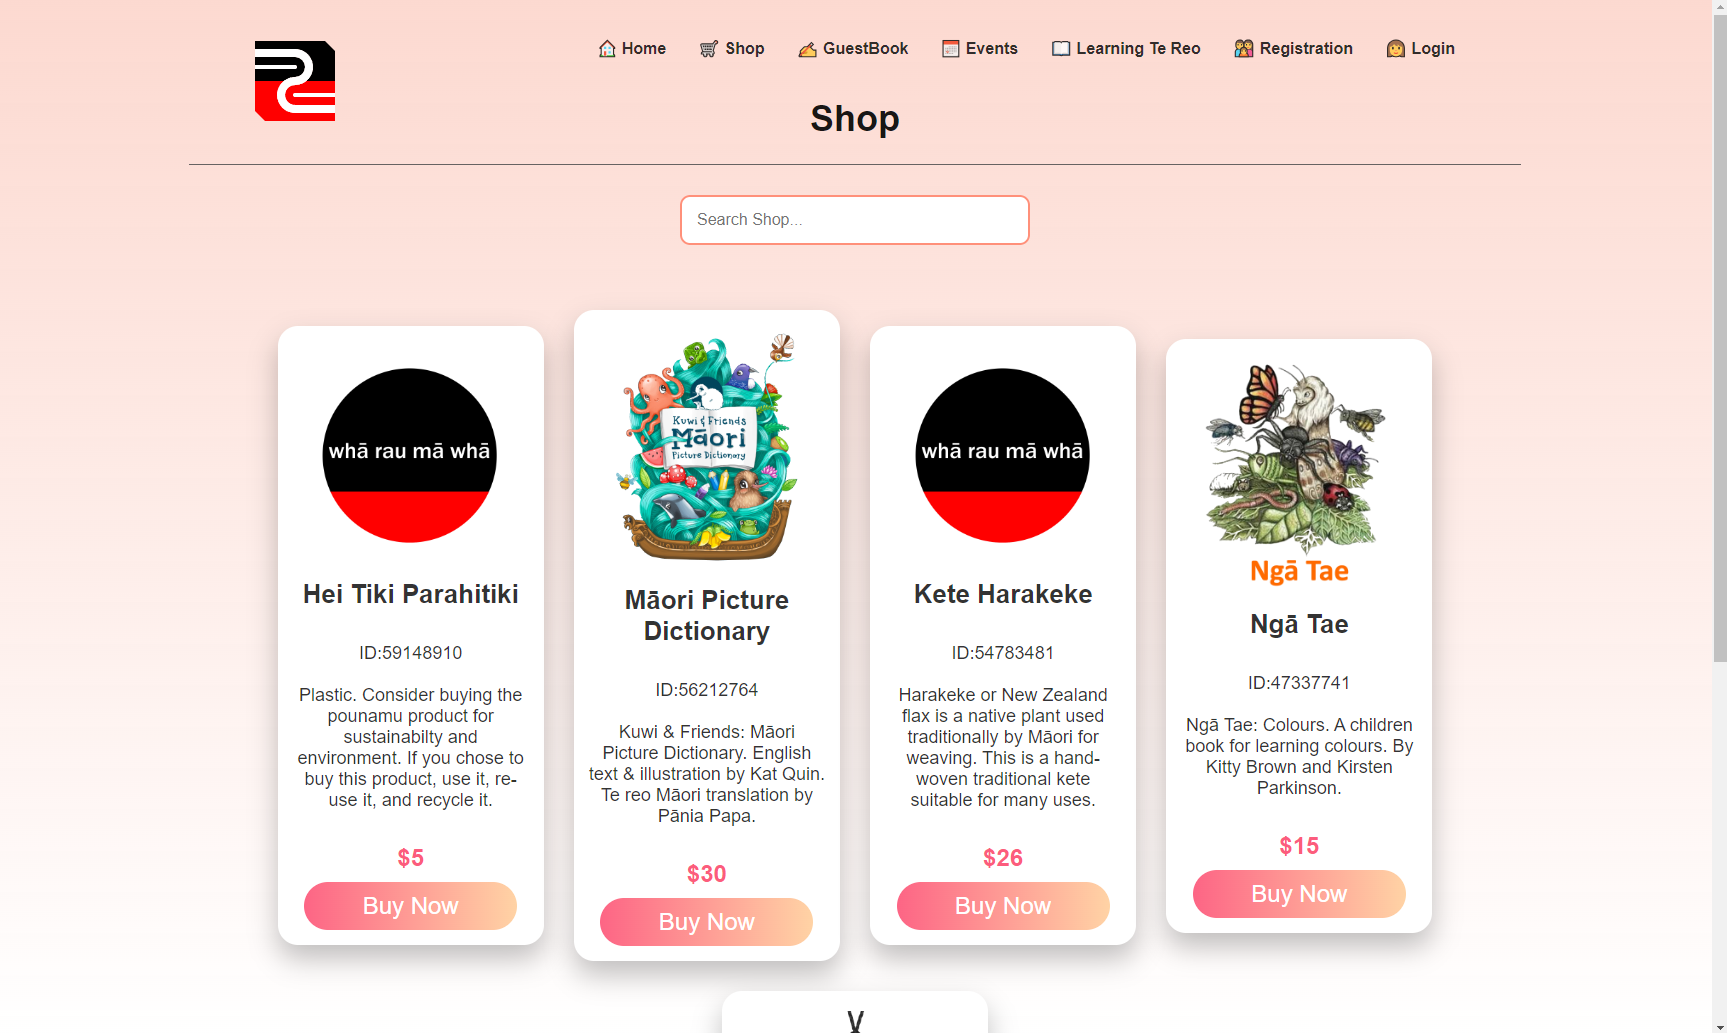 🏠 Home 🛒 Shop ✍ GuestBook 📅 Events 📖 Learning Te Reo 👪 Registration 👩 Login
Shop
Search Shop...
whā rau mā whā
Hei Tiki Parahitiki
ID:59148910
Plastic. Consider buying the
pounamu product for
sustainabilty and
environment. If you chose to
buy this product, use it, re-
use it, and recycle it.
$5
Buy Now
Kuwi & Friends
Māori
Picture Dictionary
Māori Picture
Dictionary
ID:56212764
Kuwi & Friends: Māori
Picture Dictionary. English
text & illustration by Kat Quin.
Te reo Māori translation by
Pānia Papa.
$30
Buy Now
whā rau mā whā
Kete Harakeke
ID:54783481
Harakeke or New Zealand
flax is a native plant used
traditionally by Māori for
weaving. This is a hand-
woven traditional kete
suitable for many uses.
$26
Buy Now
Ngā Tae
Ngā Tae
ID:47337741
Ngā Tae: Colours. A children
book for learning colours. By
Kitty Brown and Kirsten
Parkinson.
$15
Buy Now